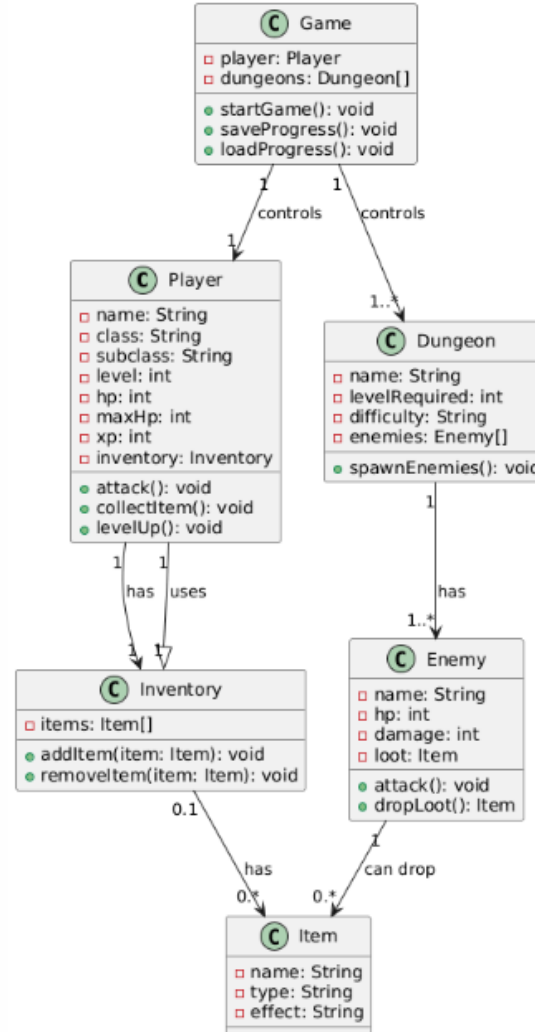 C Game
player: Player
dungeons: Dungeon[]
startGame(): void
saveProgress(): void
loadProgress(): void
1
controls
1
1
controls
1..*
C Player
name: String
class: String
subclass: String
level: int
hp: int
maxHp: int
xp: int
inventory: Inventory
attack(): void
collectItem(): void
levelUp(): void
C Dungeon
name: String
levelRequired: int
difficulty: String
enemies: Enemy[]
spawnEnemies(): void
1
has
1
1
uses
1
1
has
1..*
C Inventory
items: Item[]
addItem(item: Item): void
removeItem(item: Item): void
C Enemy
name: String
hp: int
damage: int
loot: Item
attack(): void
dropLoot(): Item
0.1
has
0.*
1
can drop
0.*
C Item
name: String
type: String
effect: String